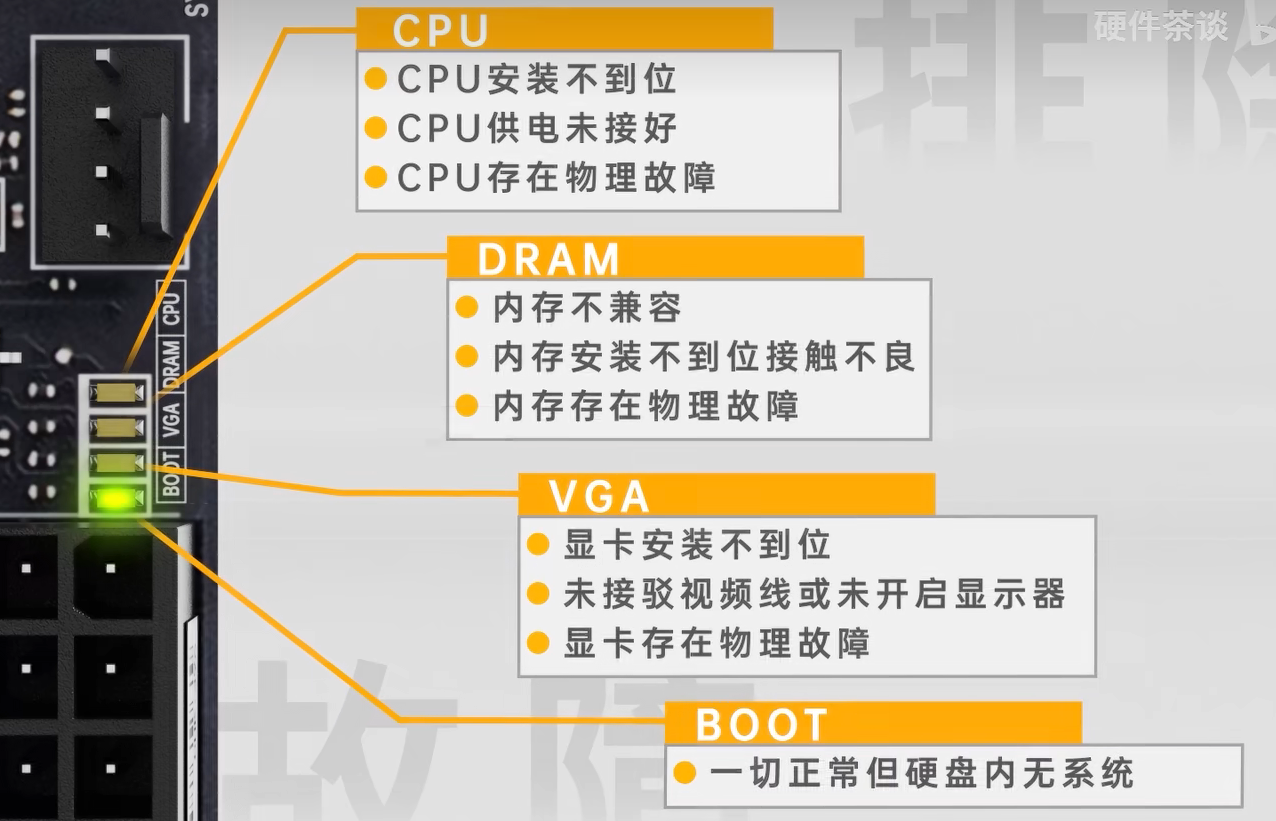 硬件茶谈
排除
CPU
CPU安装不到位
CPU供电未接好
CPU存在物理故障
DRAM
内存不兼容
内存安装不到位接触不良
内存存在物理故障
CPU
DRAM
VGA
BOOT
VGA
显卡安装不到位
未接驳视频线或未开启显示器
显卡存在物理故障
故障
BOOT
一切正常但硬盘内无系统